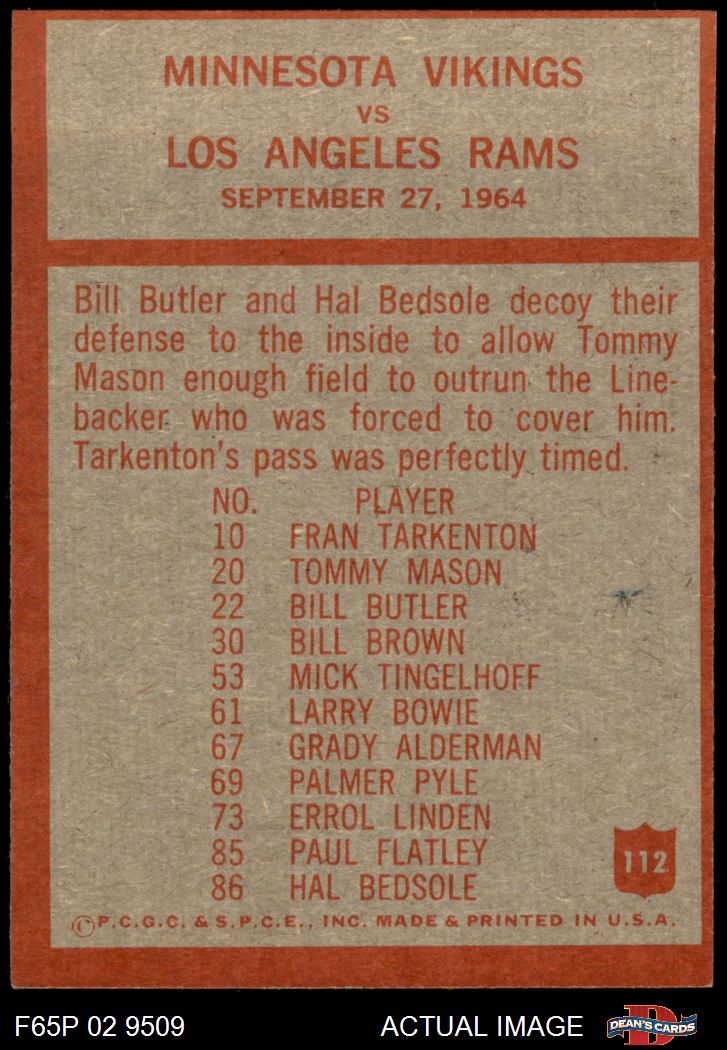 MINNESOTA VIKINGS
VS
LOS ANGELES RAMS
SEPTEMBER 27, 1964
Bill Butler and Hal Bedsole decoy their
defense to the inside to allow Tommy
Mason enough field to outrun the Line-
backer who was forced to cover him.
Tarkenton's pass was perfectly timed.
NO. PLAYER
10 FRAN TARKENTON
20 TOMMY MASON
22 BILL BUTLER
30 BILL BROWN
53 MICK TINGELHOFF
61 LARRY BOWIE
67 GRADY ALDERMAN
69 PALMER PYLE
73 ERROL LINDEN
85 PAUL FLATLEY
86 HAL BEDSOLE
112
©P.C.G.C. & S.P.C.E., INC. MADE & PRINTED IN U.S.A.
F65P 02 9509 ACTUAL IMAGE D DEAN'S CARDS